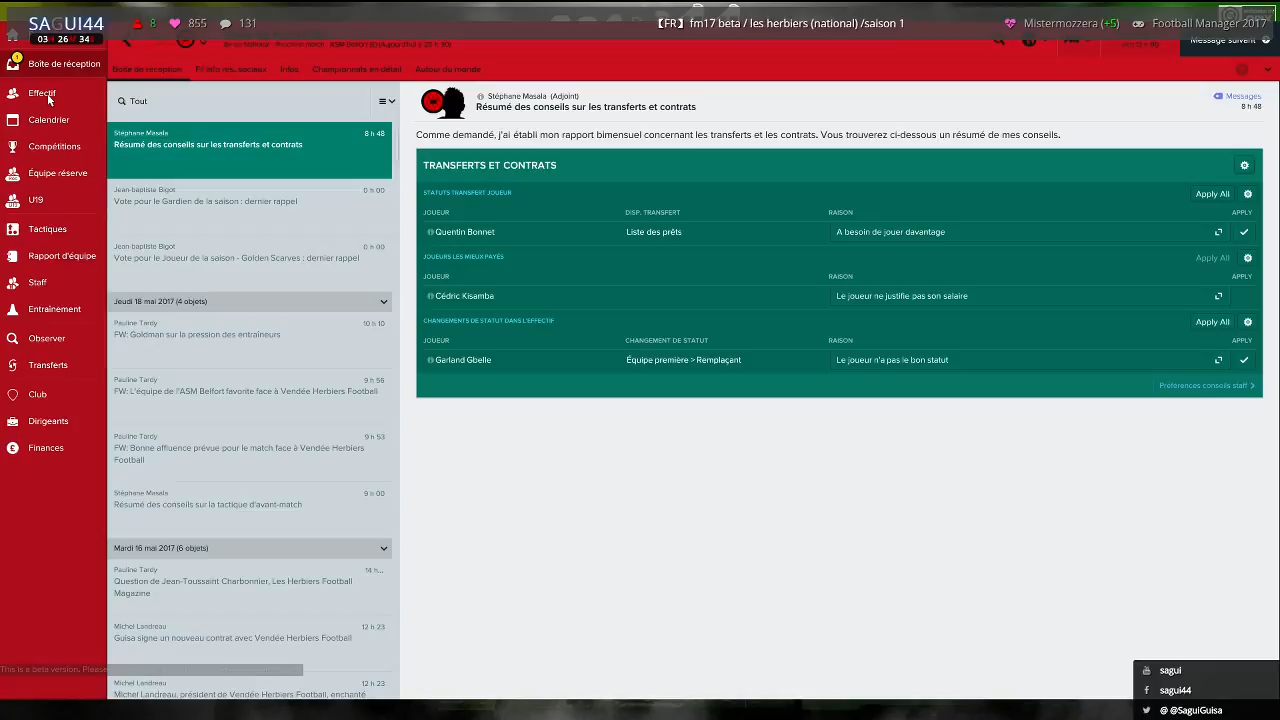 SAGUI44
8
855
131
【FR】 fm17 beta / les herbiers (national) /saison 1
Mistermozzera (+5)
Football Manager 2017
03 26 34
Message suivant
1
Boîte de réception
Effectif
Calendrier
Compétitions
Équipe réserve
U19
Tactiques
Rapport d'équipe
Staff
Entraînement
Observer
Transferts
Club
Dirigeants
Finances
Boîte de réception
Fil info rés. sociaux
Infos
Championnats en détail
Autour du monde
Tout
Stéphane Masala 8 h 48
Résumé des conseils sur les transferts et contrats
Jean-baptiste Bigot 0 h 00
Vote pour le Gardien de la saison : dernier rapport
Jean-baptiste Bigot 0 h 00
Vote pour le Joueur de la saison - Golden Scarves : dernier rapport
Jeudi 18 mai 2017 (4 objets)
Pauline Tardy 10 h 10
FW: Goldman sur la pression des entraîneurs
Pauline Tardy 9 h 56
FW: L'équipe de l'ASM Belfort favorite face à Vendée Herbiers Football
Pauline Tardy 9 h 53
FW: Bonne affluence prévue pour le match face à Vendée Herbiers
Football
Stéphane Masala 9 h 00
Résumé des conseils sur la tactique d'avant-match
Mardi 16 mai 2017 (6 objets)
Pauline Tardy 14 h...
Question de Jean-Toussaint Charbonnier, Les Herbiers Football
Magazine
Michel Landreau 12 h 23
Guisa signe un nouveau contrat avec Vendée Herbiers Football
Michel Landreau 12 h 23
Michel Landreau, président de Vendée Herbiers Football, enchanté
Stéphane Masala (Adjoint)
Résumé des conseils sur les transferts et contrats
Messages
8 h 48
Comme demandé, j'ai établi mon rapport bimensuel concernant les transferts et les contrats. Vous trouverez ci-dessous un résumé de mes conseils.
TRANSFERTS ET CONTRATS
STATUTS TRANSFERT JOUEUR Apply All
JOUEUR DISP. TRANSFERT RAISON APPLY
Quentin Bonnet Liste des prêts A besoin de jouer davantage
JOUEURS LES MIEUX PAYÉS Apply All
JOUEUR RAISON APPLY
Cédric Kisamba Le joueur ne justifie pas son salaire
CHANGEMENTS DE STATUT DANS L'EFFECTIF Apply All
JOUEUR CHANGEMENT DE STATUT RAISON APPLY
Garland Gbelle Équipe première > Remplaçant Le joueur n'a pas le bon statut
Préférences conseils staff
This is a beta version. Please
sagui
sagui44
@ @SaguiGuisa